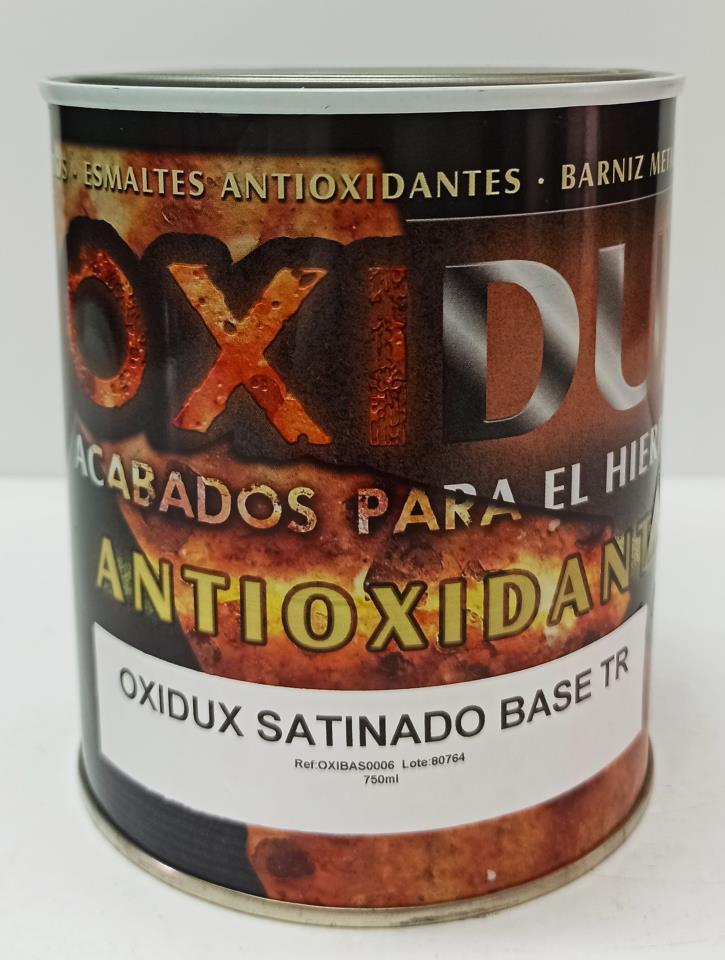 · ESMALTES ANTIOXIDANTES · BARNIZ
OXIDU
ACABADOS PARA EL HIER
ANTIOXIDANT
OXIDUX SATINADO BASE TR
Ref:OXIBAS0006 Lote:80764
750ml